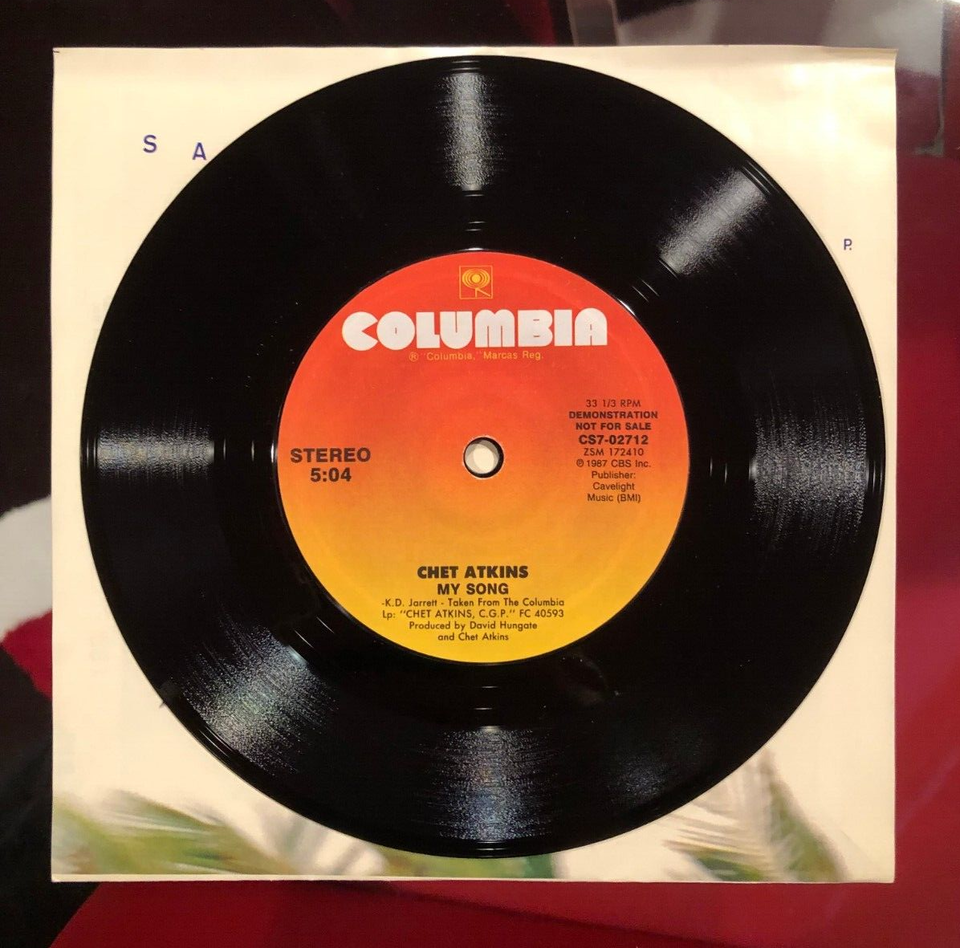 S A
P.
COLUMBIA
® "Columbia," Marcas Reg.
33 1/3 RPM
DEMONSTRATION
NOT FOR SALE
CS7-02712
ZSM 172410
℗ 1987 CBS Inc.
Publisher:
Cavelight
Music (BMI)
STEREO
5:04
CHET ATKINS
MY SONG
-K.D. Jarrett - Taken From The Columbia
Lp: "CHET ATKINS, C.G.P." FC 40593
Produced by David Hungate
and Chet Atkins